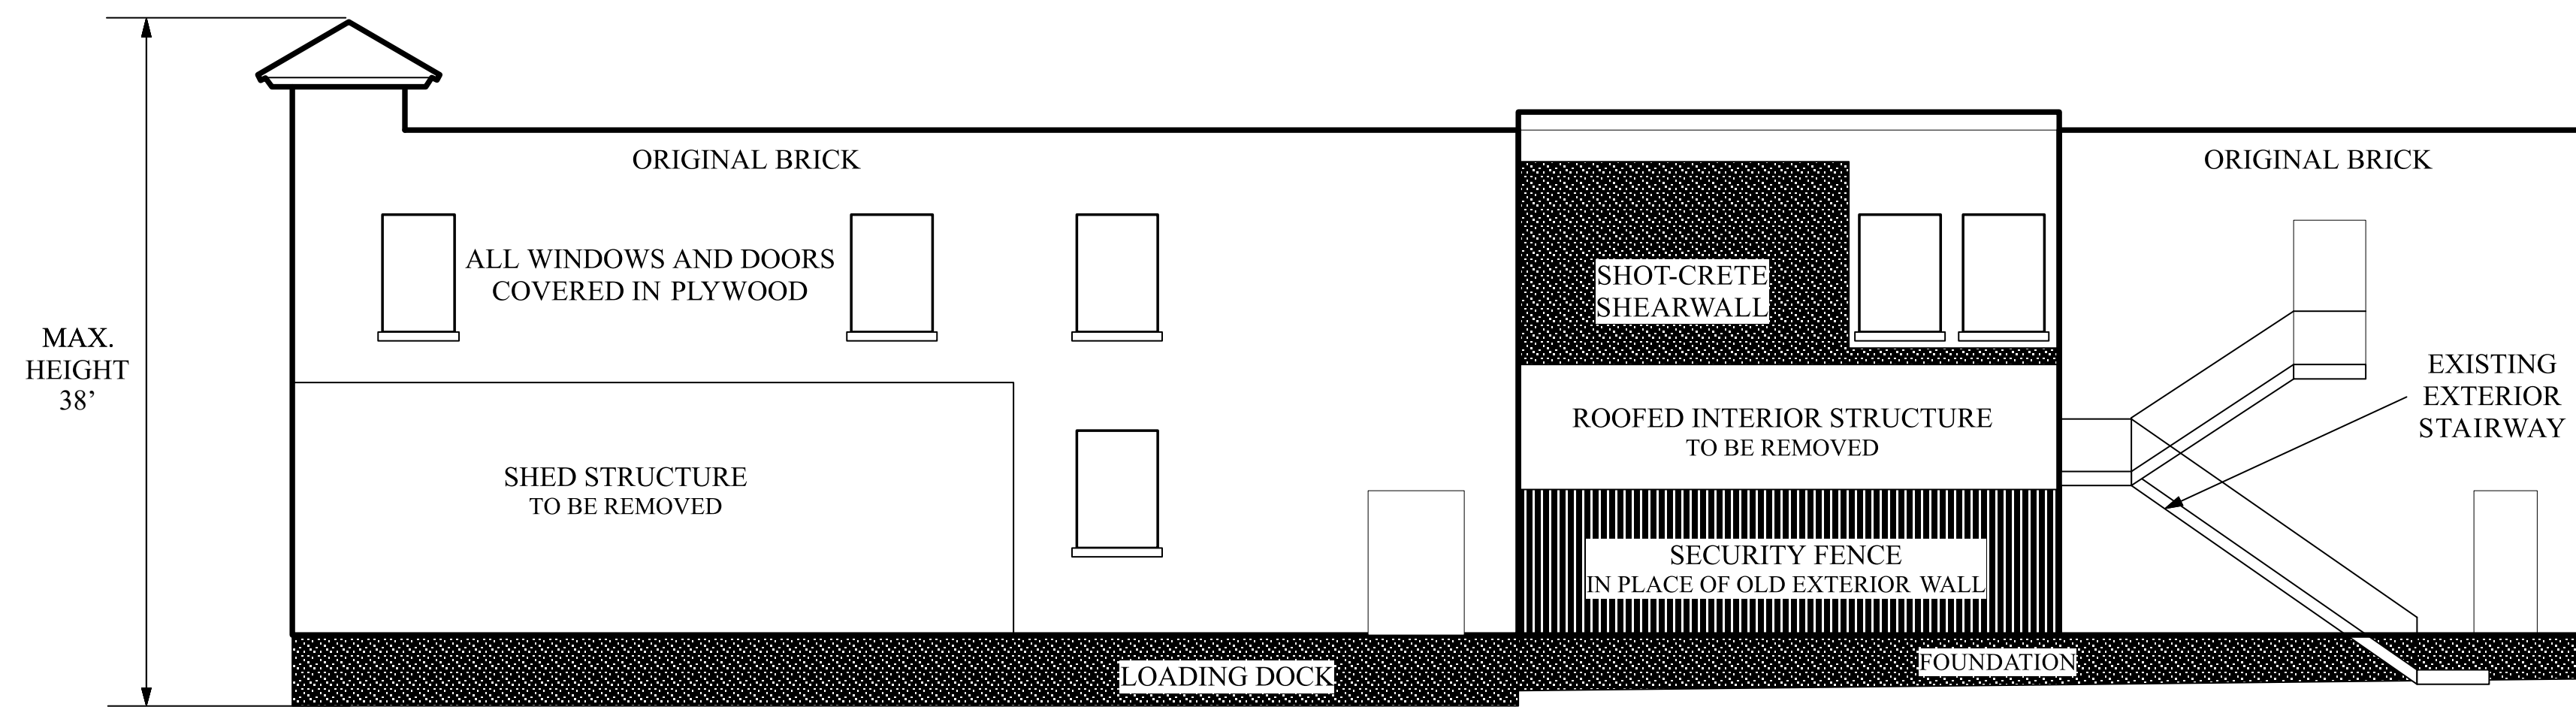 MAX.
HEIGHT
38’
ORIGINAL BRICK
ALL WINDOWS AND DOORS
COVERED IN PLYWOOD
SHED STRUCTURE
TO BE REMOVED
LOADING DOCK
SHOT-CRETE
SHEARWALL
ROOFED INTERIOR STRUCTURE
TO BE REMOVED
SECURITY FENCE
IN PLACE OF OLD EXTERIOR WALL
FOUNDATION
ORIGINAL BRICK
EXISTING
EXTERIOR
STAIRWAY